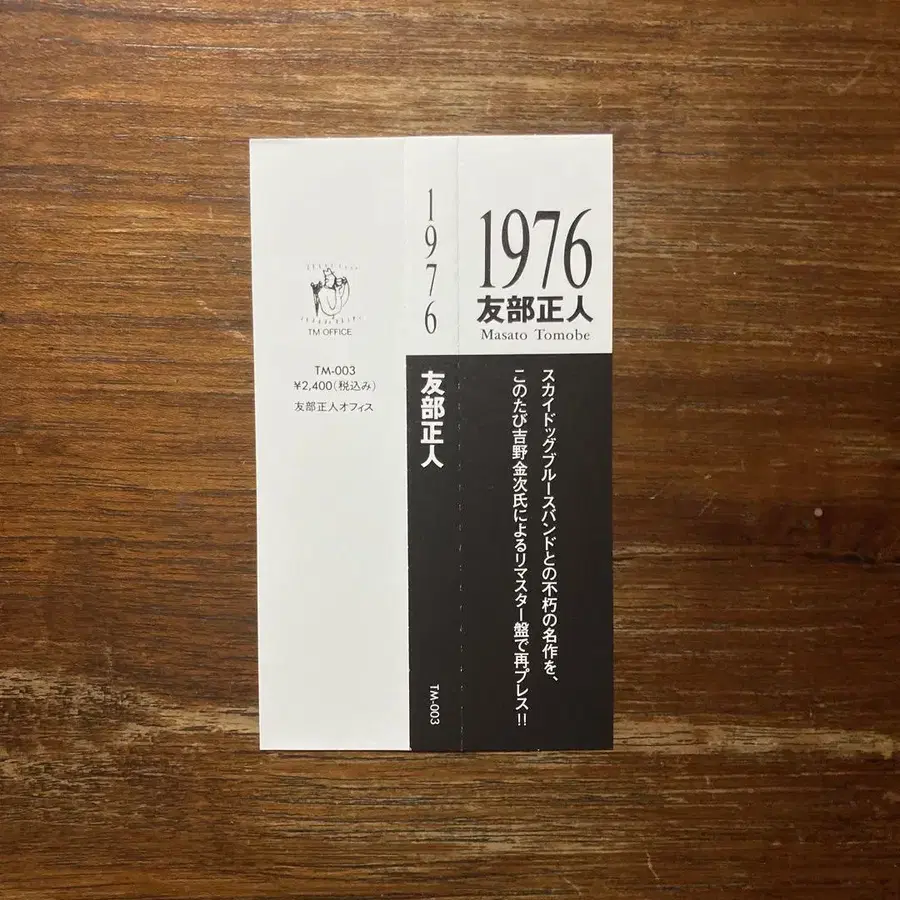 TM OFFICE
TM-003
¥2,400(税込み)
友部正人オフィス
1976
友部正人
TM-003
1976
友部正人
Masato Tomobe
スカイドッグブルースバンドとの不朽の名作を、
このたび吉野金次氏によるリマスター盤で再プレス!!